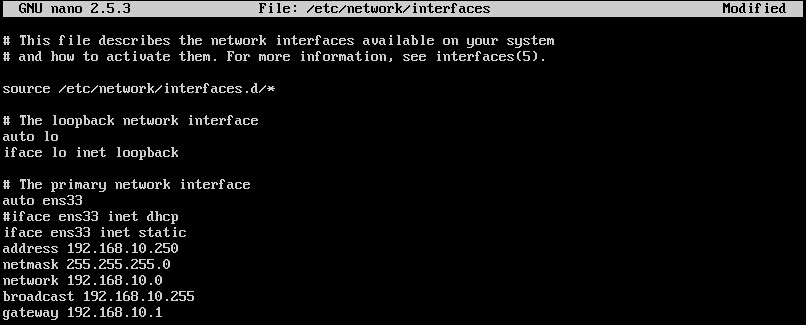 GNU nano 2.5.3 File: /etc/network/interfaces Modified
# This file describes the network interfaces available on your system
# and how to activate them. For more information, see interfaces(5).
source /etc/network/interfaces.d/*
# The loopback network interface
auto lo
iface lo inet loopback
# The primary network interface
auto ens33
#iface ens33 inet dhcp
iface ens33 inet static
address 192.168.10.250
netmask 255.255.255.0
network 192.168.10.0
broadcast 192.168.10.255
gateway 192.168.10.1